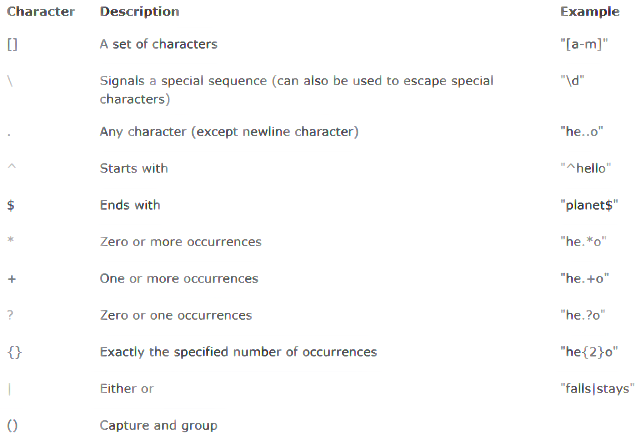 Character Description Example
[] A set of characters "[a-m]"
\ Signals a special sequence (can also be used to escape special "\d"
characters)
. Any character (except newline character) "he..o"
^ Starts with "^hello"
$ Ends with "planet$"
* Zero or more occurrences "he.*o"
+ One or more occurrences "he.+o"
? Zero or one occurrences "he.?o"
{} Exactly the specified number of occurrences "he{2}o"
| Either or "falls|stays"
() Capture and group